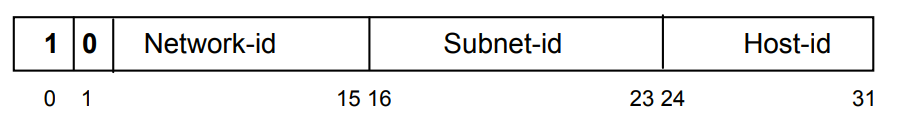 1 0 Network-id Subnet-id Host-id
0 1 15 16 23 24 31